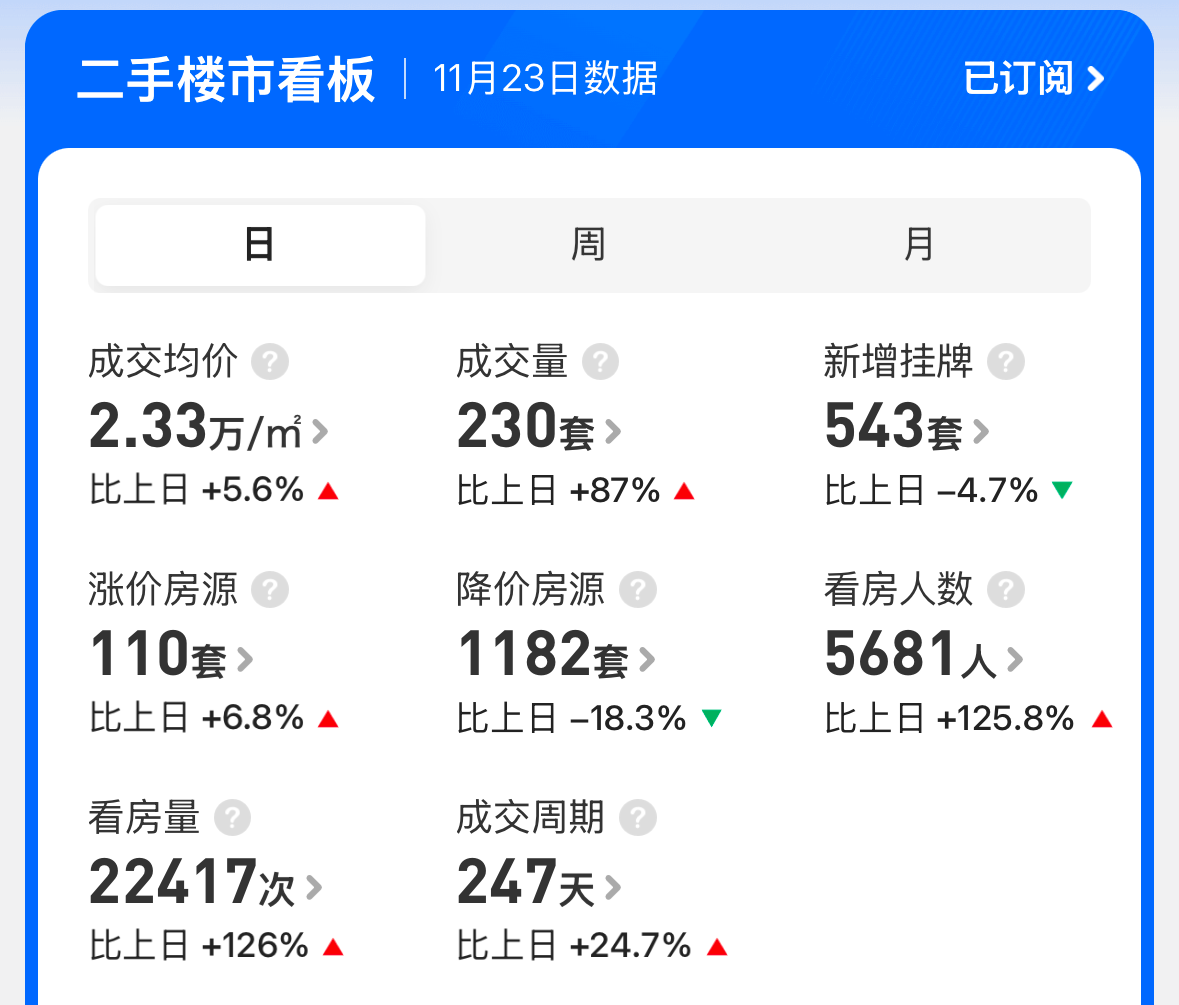 二手楼市看板 11月23日数据 已订阅
日 周 月
成交均价 ? 成交量 ? 新增挂牌 ?
2.33万/㎡ 230套 543套
比上日 +5.6% 比上日 +87% 比上日 –4.7%
涨价房源 ? 降价房源 ? 看房人数 ?
110套 1182套 5681人
比上日 +6.8% 比上日 –18.3% 比上日 +125.8%
看房量 ? 成交周期 ?
22417次 247天
比上日 +126% 比上日 +24.7%